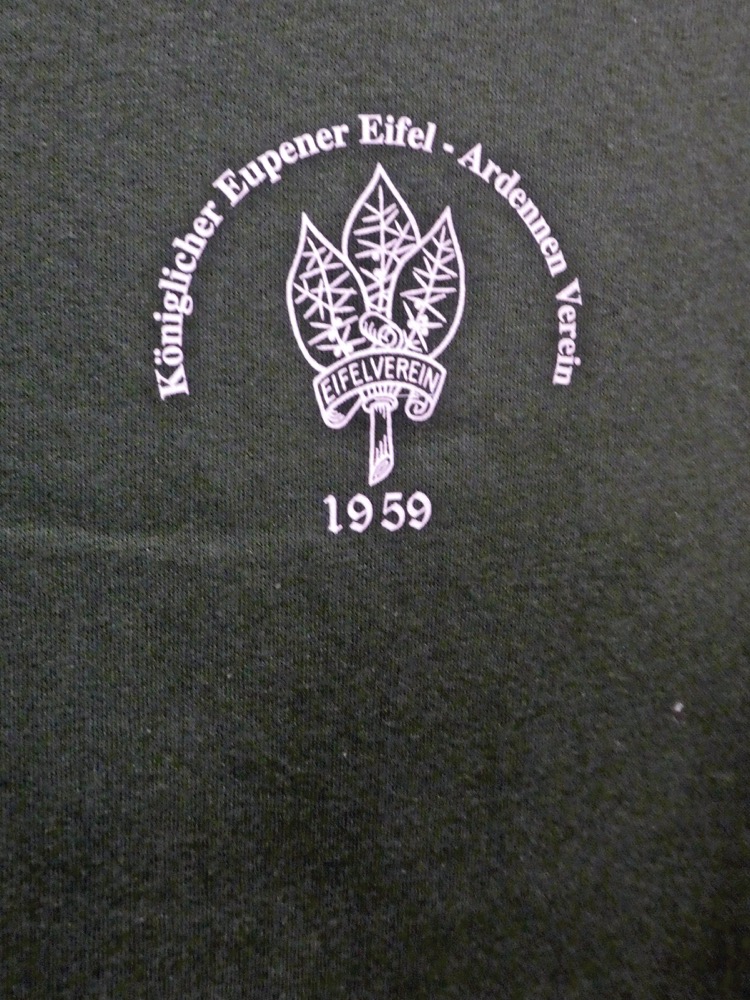 Königlicher Eupener Eifel - Ardennen Verein
EIFELVEREIN
1959